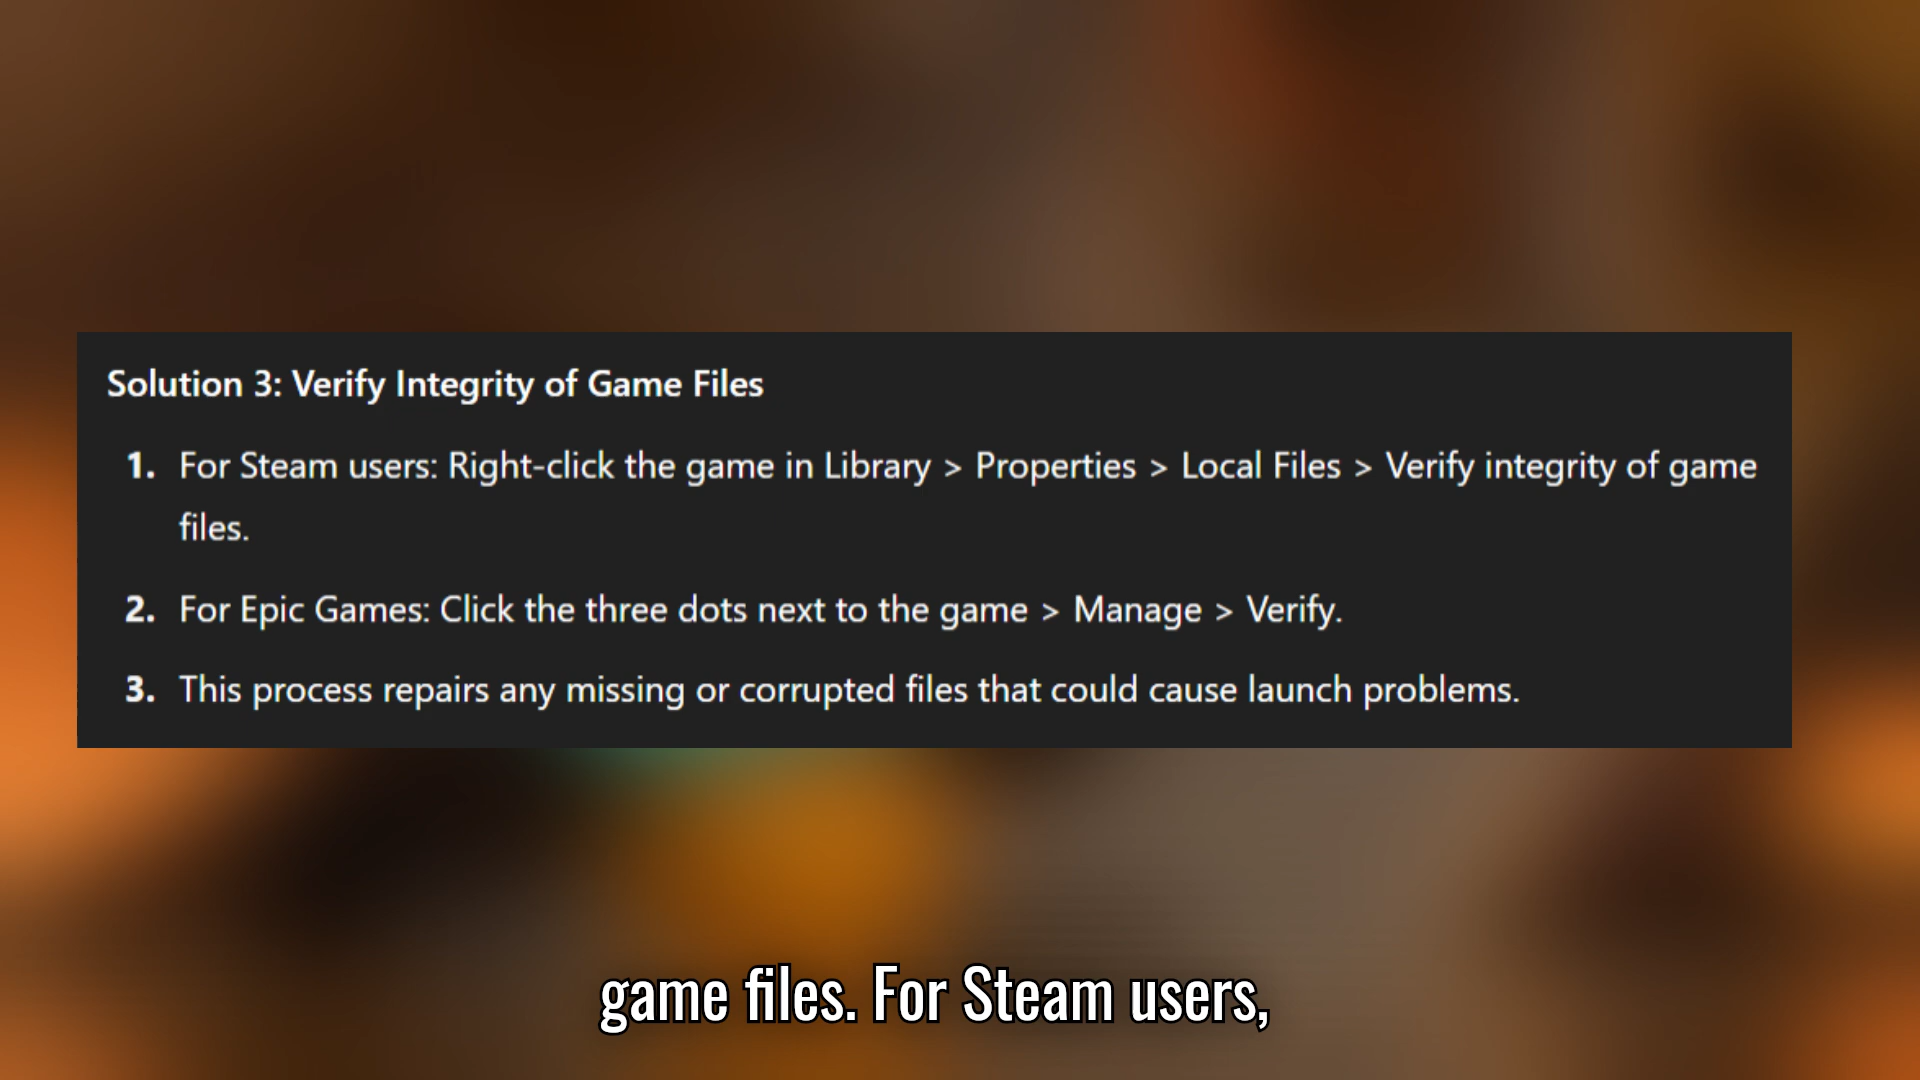 Solution 3: Verify Integrity of Game Files
1. For Steam users: Right-click the game in Library > Properties > Local Files > Verify integrity of game
files.
2. For Epic Games: Click the three dots next to the game > Manage > Verify.
3. This process repairs any missing or corrupted files that could cause launch problems.
game files. For Steam users,